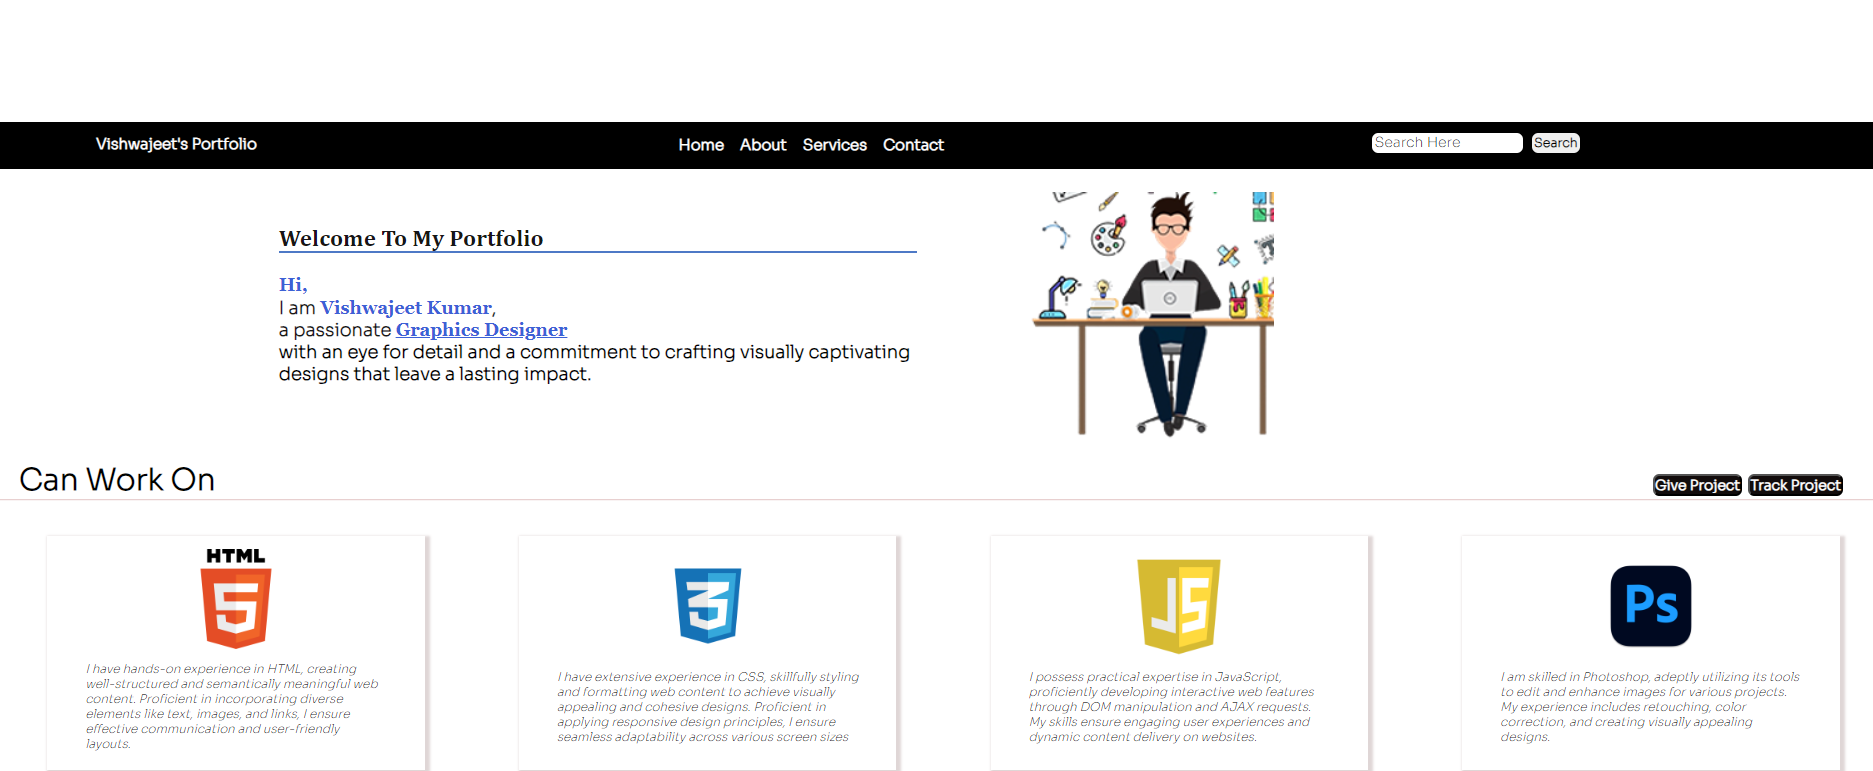 Vishwajeet's Portfolio
Home About Services Contact
Search Here Search
Welcome To My Portfolio
Hi,
I am Vishwajeet Kumar,
a passionate Graphics Designer
with an eye for detail and a commitment to crafting visually captivating
designs that leave a lasting impact.
Can Work On
Give Project Track Project
HTML
5
I have hands-on experience in HTML, creating
well-structured and semantically meaningful web
content. Proficient in incorporating diverse
elements like text, images, and links, I ensure
effective communication and user-friendly
layouts.
3
I have extensive experience in CSS, skillfully styling
and formatting web content to achieve visually
appealing and cohesive designs. Proficient in
applying responsive design principles, I ensure
seamless adaptability across various screen sizes
JS
I possess practical expertise in JavaScript,
proficiently developing interactive web features
through DOM manipulation and AJAX requests.
My skills ensure engaging user experiences and
dynamic content delivery on websites.
Ps
I am skilled in Photoshop, adeptly utilizing its tools
to edit and enhance images for various projects.
My experience includes retouching, color
correction, and creating visually appealing
designs.